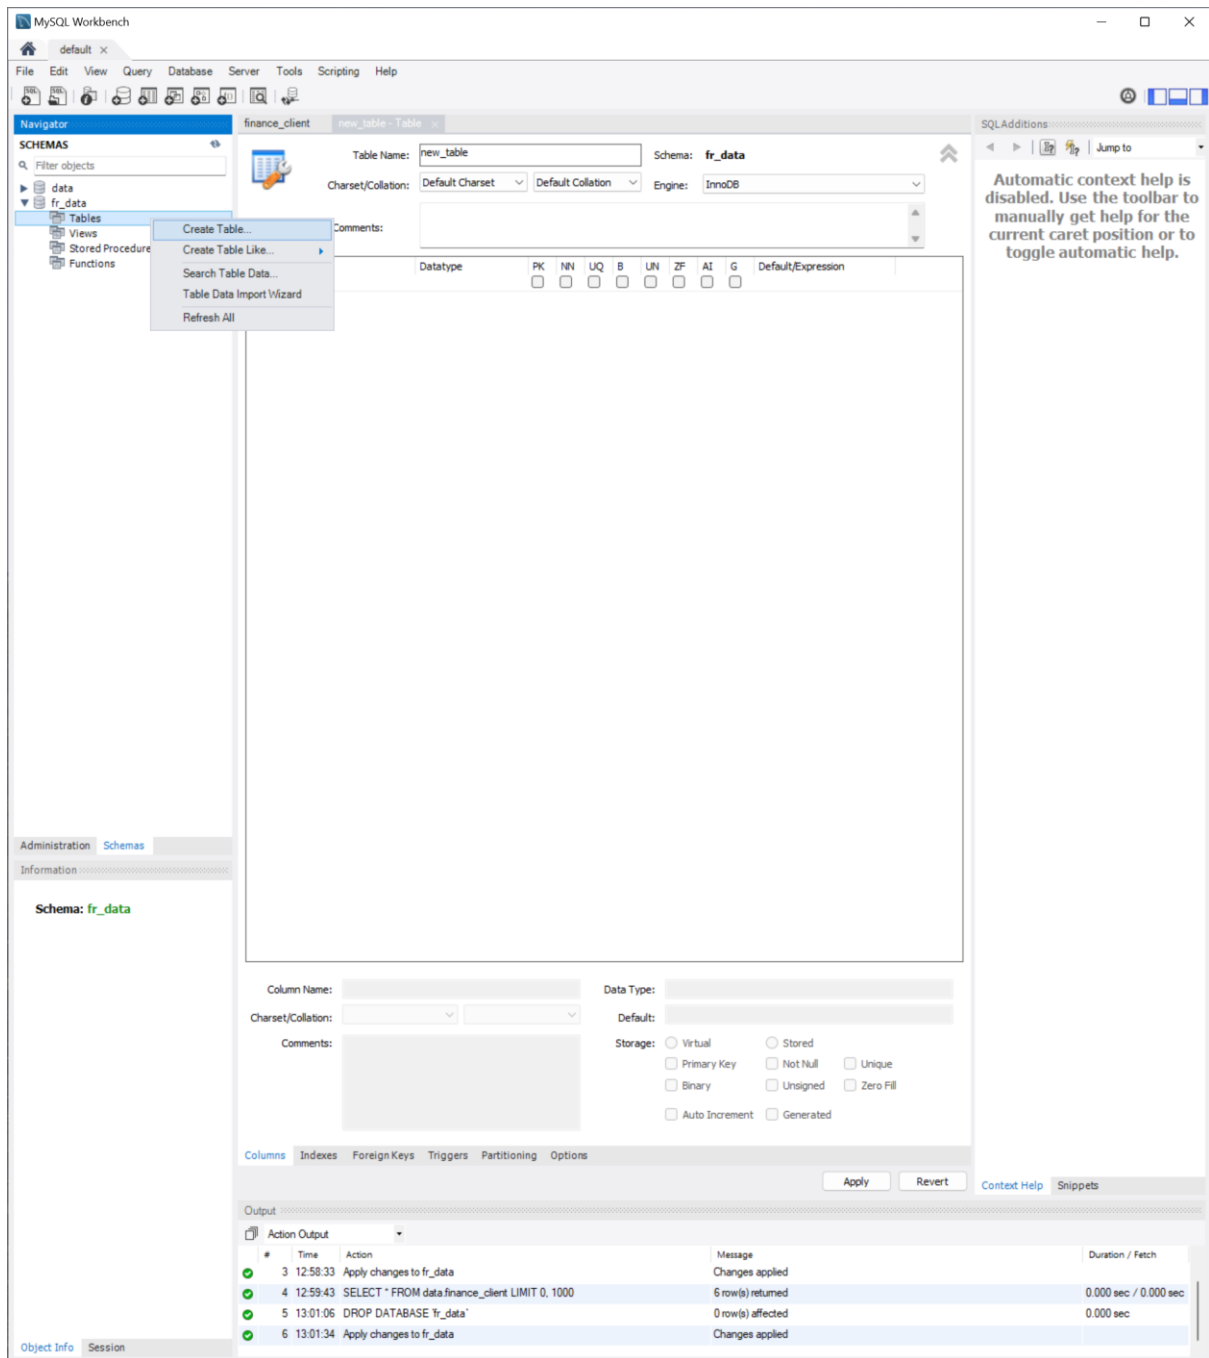 MySQL Workbench
default
File Edit View Query Database Server Tools Scripting Help
Navigator
SCHEMAS
Filter objects
data
fr_data
Tables
Views
Stored Procedure
Functions
Create Table...
Create Table Like...
Search Table Data...
Table Data Import Wizard
Refresh All
Administration Schemas
Information
Schema: fr_data
Object Info Session
finance_client new_table - Table
Table Name: new_table Schema: fr_data
Charset/Collation: Default Charset Default Collation Engine: InnoDB
Comments:
Datatype PK NN UQ B UN ZF AI G Default/Expression
Column Name: Data Type:
Charset/Collation: Default:
Comments: Storage: Virtual Stored
Primary Key Not Null Unique
Binary Unsigned Zero Fill
Auto Increment Generated
Columns Indexes Foreign Keys Triggers Partitioning Options
Apply Revert
SQLAdditions
Jump to
Automatic context help is
disabled. Use the toolbar to
manually get help for the
current caret position or to
toggle automatic help.
Context Help Snippets
Output
Action Output
# Time Action Message Duration / Fetch
3 12:58:33 Apply changes to fr_data Changes applied
4 12:59:43 SELECT * FROM data.finance_client LIMIT 0, 1000 6 row(s) returned 0.000 sec / 0.000 sec
5 13:01:06 DROP DATABASE `fr_data` 0 row(s) affected 0.000 sec
6 13:01:34 Apply changes to fr_data Changes applied